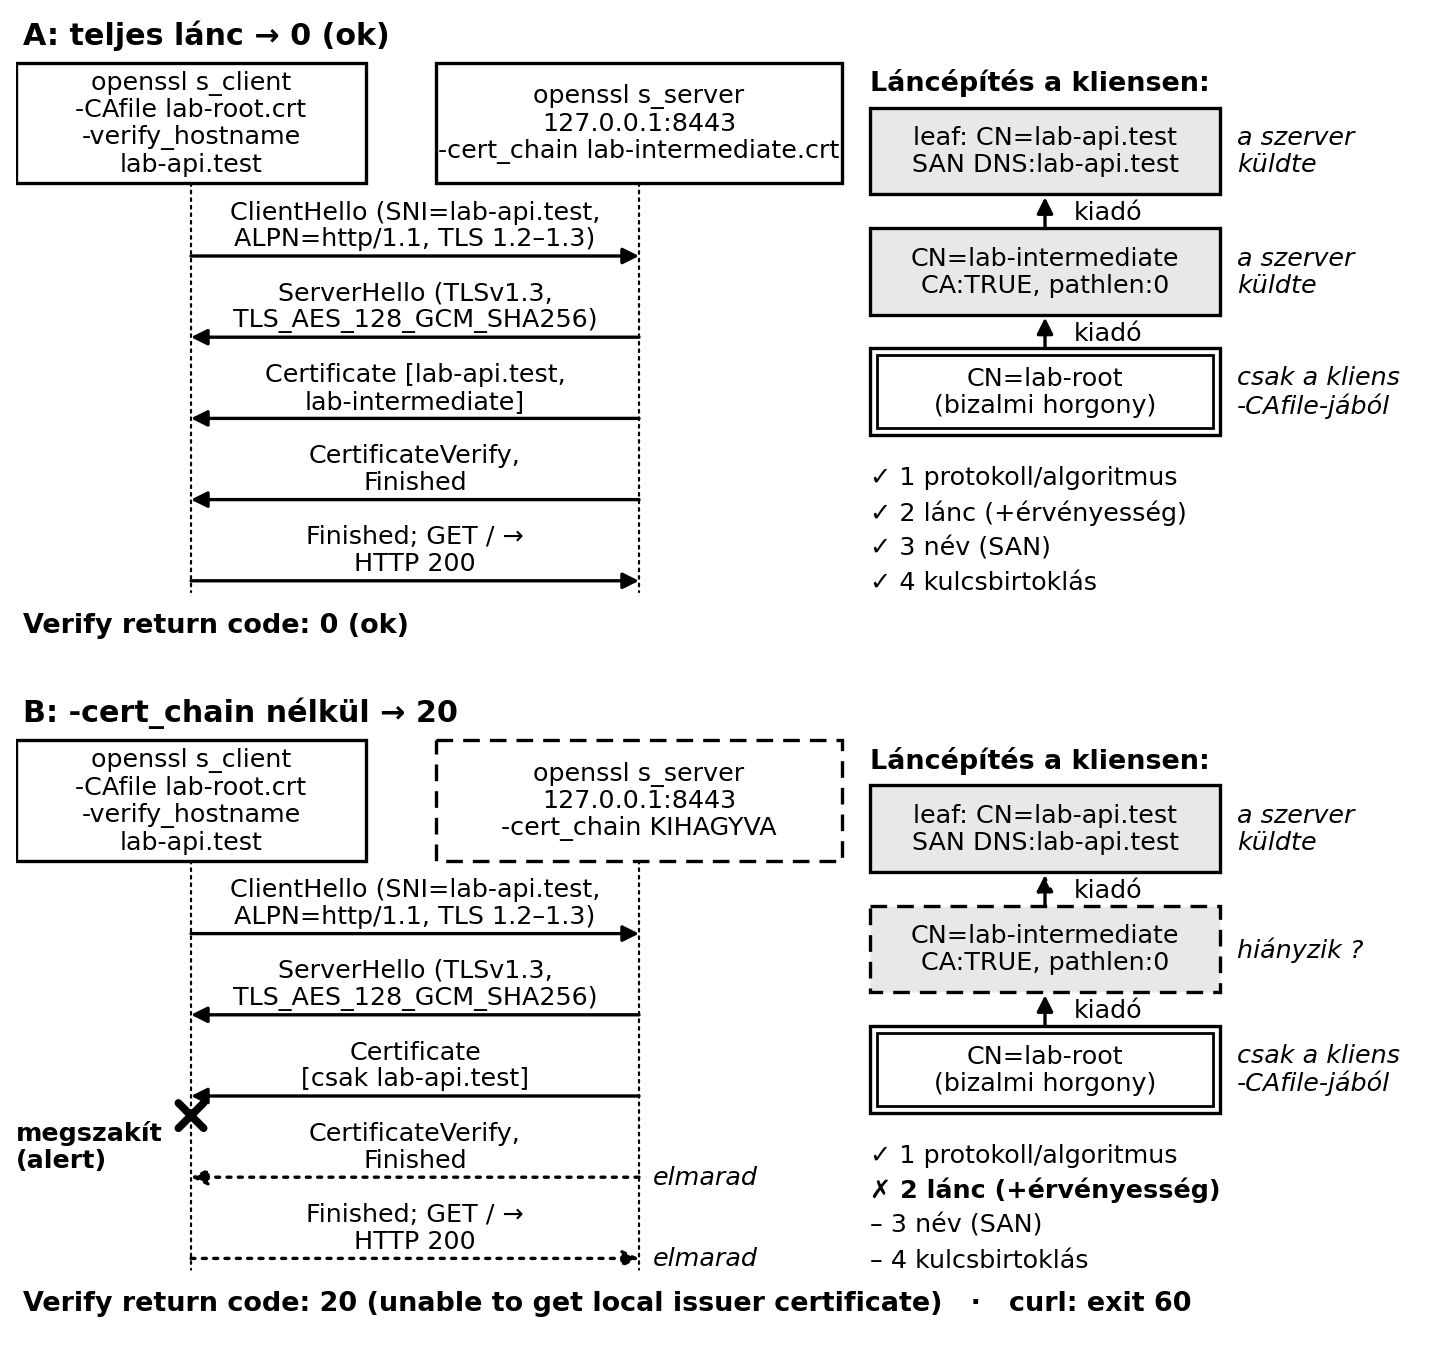 A: teljes lánc → 0 (ok)
openssl s_client
-CAfile lab-root.crt
-verify_hostname
lab-api.test
openssl s_server
127.0.0.1:8443
-cert_chain lab-intermediate.crt
ClientHello (SNI=lab-api.test,
ALPN=http/1.1, TLS 1.2–1.3)
ServerHello (TLSv1.3,
TLS_AES_128_GCM_SHA256)
Certificate [lab-api.test,
lab-intermediate]
CertificateVerify,
Finished
Finished; GET / →
HTTP 200
Láncépítés a kliensen:
leaf: CN=lab-api.test
SAN DNS:lab-api.test
a szerver
küldte
kiadó
CN=lab-intermediate
CA:TRUE, pathlen:0
a szerver
küldte
kiadó
CN=lab-root
(bizalmi horgony)
csak a kliens
-CAfile-jából
✓ 1 protokoll/algoritmus
✓ 2 lánc (+érvényesség)
✓ 3 név (SAN)
✓ 4 kulcsbirtoklás
Verify return code: 0 (ok)
B: -cert_chain nélkül → 20
openssl s_client
-CAfile lab-root.crt
-verify_hostname
lab-api.test
openssl s_server
127.0.0.1:8443
-cert_chain KIHAGYVA
ClientHello (SNI=lab-api.test,
ALPN=http/1.1, TLS 1.2–1.3)
ServerHello (TLSv1.3,
TLS_AES_128_GCM_SHA256)
Certificate
[csak lab-api.test]
megszakít
(alert)
CertificateVerify,
Finished
elmarad
Finished; GET / →
HTTP 200
elmarad
Láncépítés a kliensen:
leaf: CN=lab-api.test
SAN DNS:lab-api.test
a szerver
küldte
kiadó
CN=lab-intermediate
CA:TRUE, pathlen:0
hiányzik ?
kiadó
CN=lab-root
(bizalmi horgony)
csak a kliens
-CAfile-jából
✓ 1 protokoll/algoritmus
✗ 2 lánc (+érvényesség)
– 3 név (SAN)
– 4 kulcsbirtoklás
Verify return code: 20 (unable to get local issuer certificate) · curl: exit 60